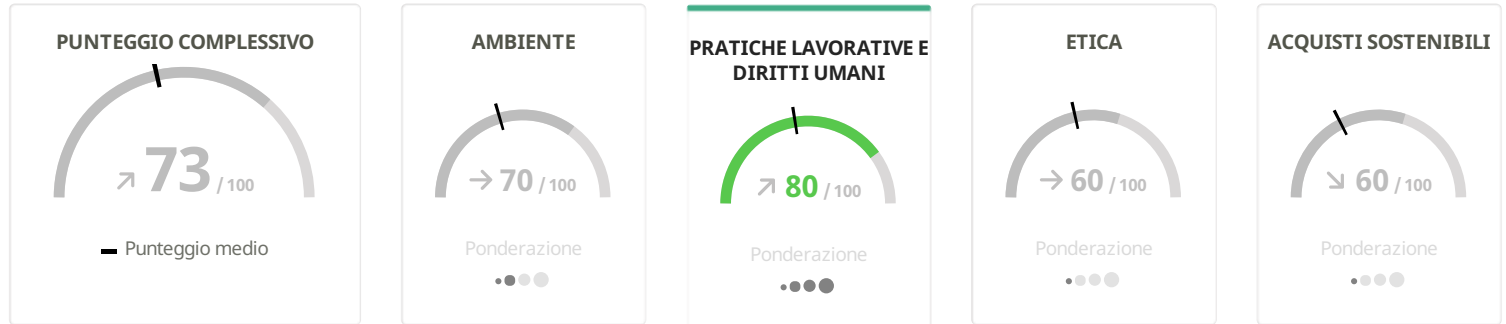 PUNTEGGIO COMPLESSIVO
73 / 100
Punteggio medio
AMBIENTE
70 / 100
Ponderazione
PRATICHE LAVORATIVE E
DIRITTI UMANI
80 / 100
Ponderazione
ETICA
60 / 100
Ponderazione
ACQUISTI SOSTENIBILI
60 / 100
Ponderazione